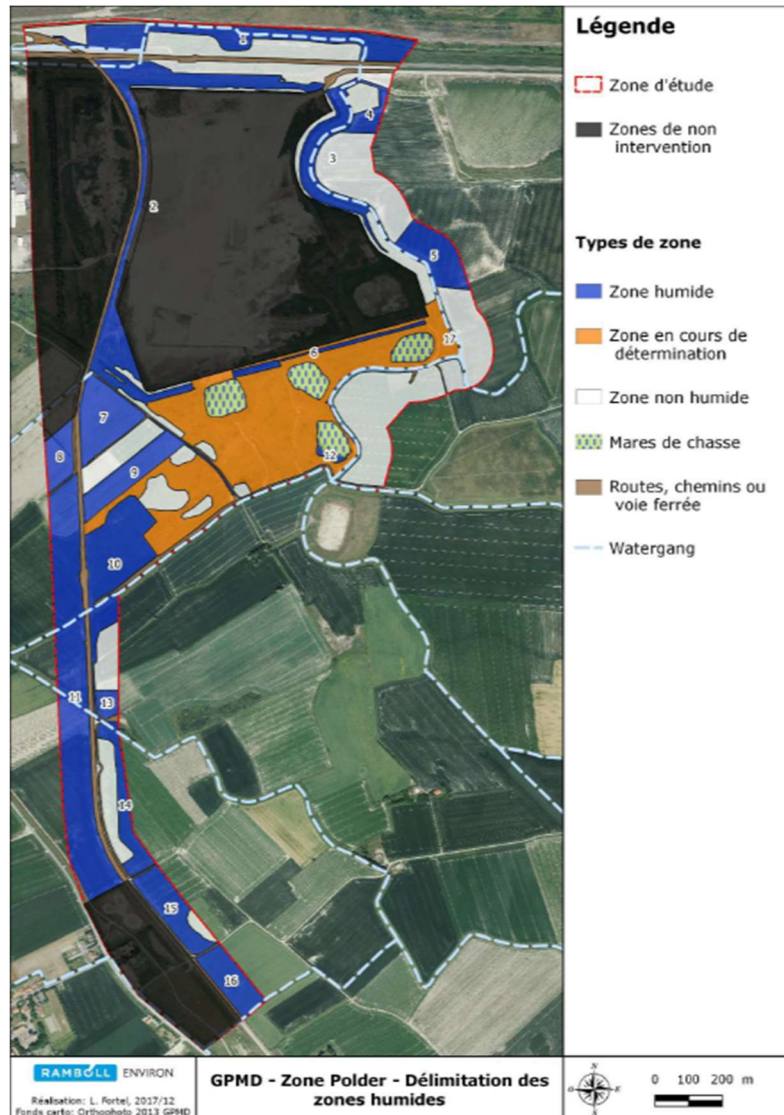 Légende
Zone d'étude
Zones de non
intervention
Types de zone
Zone humide
Zone en cours de
détermination
Zone non humide
Mares de chasse
Routes, chemins ou
voie ferrée
Watergang
1
2
3
4
5
6
17
7
8
9
12
10
11
13
14
15
16
RAMBOLL ENVIRON
Réalisation: L. Fortel, 2017/12
Fonds carto: Orthophoto 2013 GPMD
GPMD - Zone Polder - Délimitation des
zones humides
N
O E
S
0 100 200 m